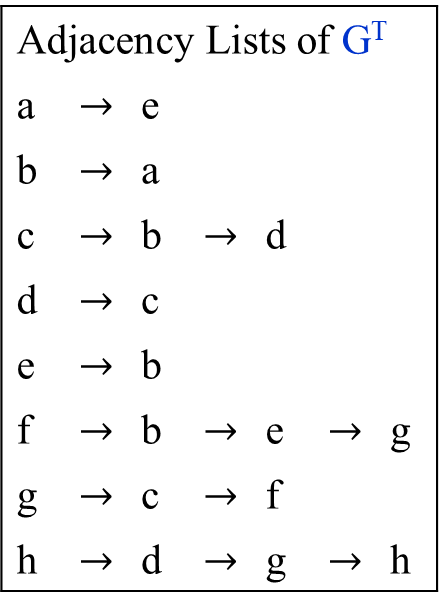 Adjacency Lists of Gᵀ
a → e
b → a
c → b → d
d → c
e → b
f → b → e → g
g → c → f
h → d → g → h